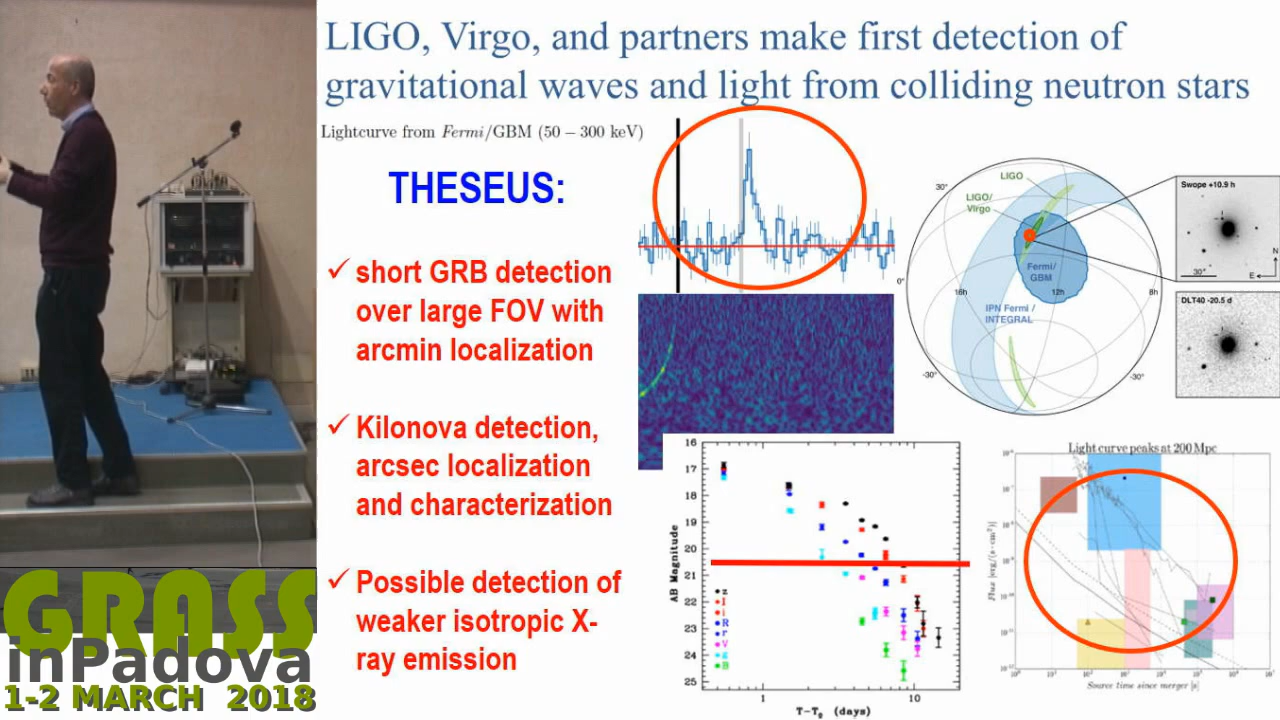 LIGO, Virgo, and partners make first detection of
gravitational waves and light from colliding neutron stars
Lightcurve from Fermi/GBM (50 – 300 keV)
THESEUS:
✓ short GRB detection
over large FOV with
arcmin localization
✓ Kilonova detection,
arcsec localization
and characterization
✓ Possible detection of
weaker isotropic X-
ray emission
LIGO
LIGO/
Virgo
Fermi/
GBM
IPN Fermi /
INTEGRAL
30°
0°
-30°
-30°
16h
12h
8h
Swope +10.9 h
30"
N
E
DLT40 -20.5 d
AB Magnitude
16
17
18
19
20
21
22
23
24
25
z
I
i
R
r
V
g
B
1
10
T-T₀ (days)
Light curve peaks at 200 Mpc
Flux [erg/(s·cm²)]
Source time since merger [s]
GRASS
inPadova
1-2 MARCH 2018